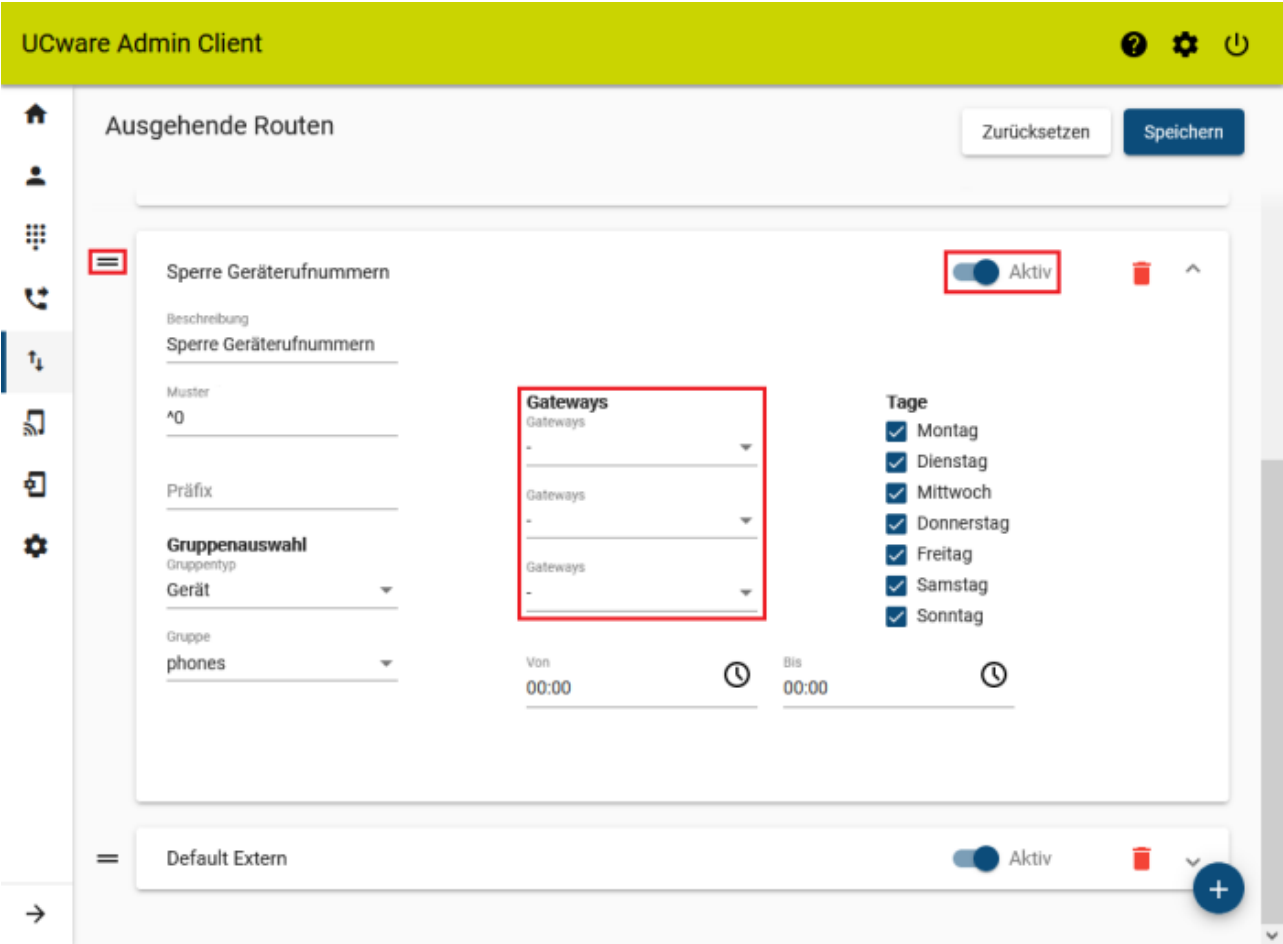 UCware Admin Client
Ausgehende Routen
Zurücksetzen
Speichern
Sperre Geräterufnummern
Aktiv
Beschreibung
Sperre Geräterufnummern
Muster
^0
Präfix
Gruppenauswahl
Gruppentyp
Gerät
Gruppe
phones
Gateways
Gateways
-
Gateways
-
Gateways
-
Tage
Montag
Dienstag
Mittwoch
Donnerstag
Freitag
Samstag
Sonntag
Von
00:00
Bis
00:00
Default Extern
Aktiv